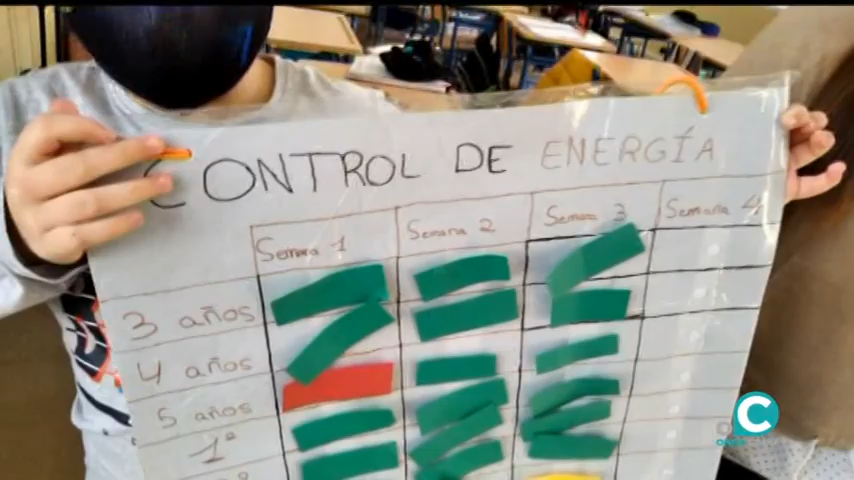 CONTROL DE ENERGÍA
Semana 1 Semana 2 Semana 3 Semana 4
3 años
4 años
5 años
1º
C